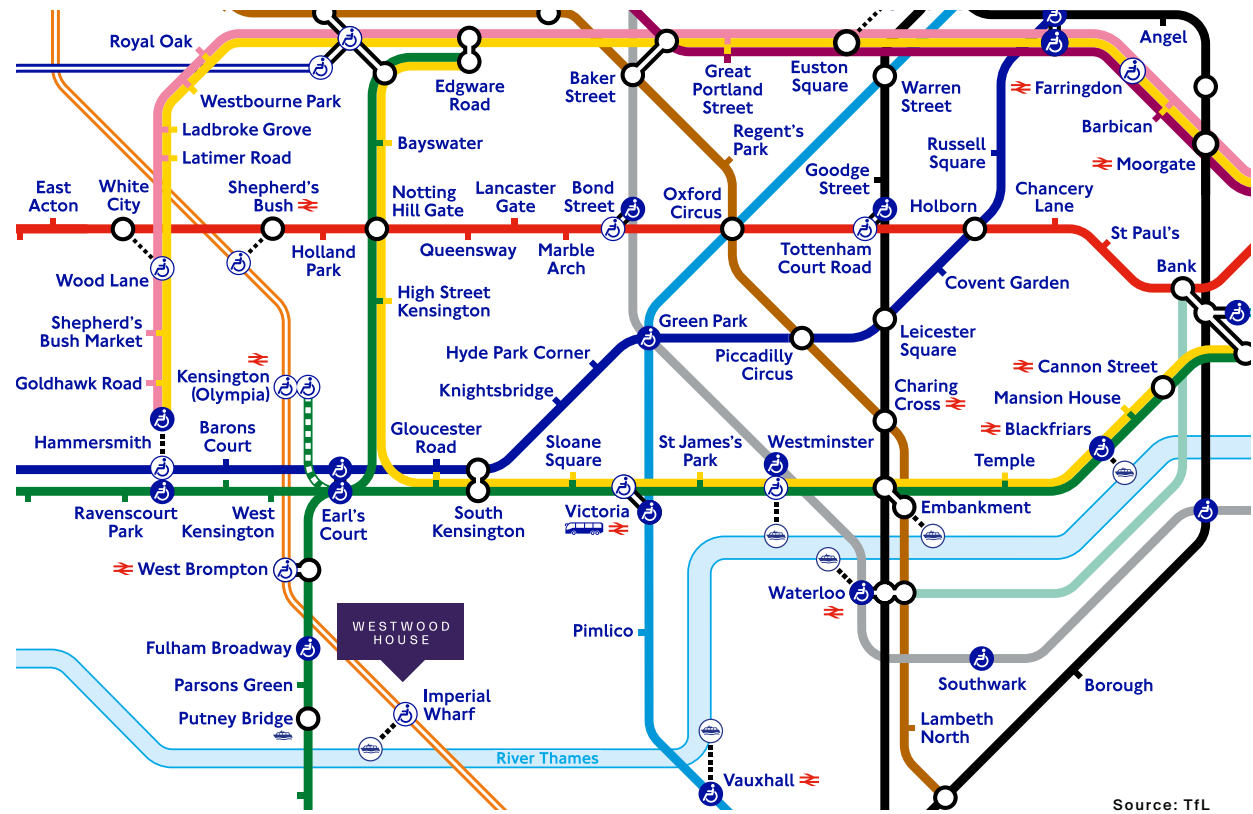 Royal Oak
Angel
Edgware
Road
Baker
Street
Great
Portland
Street
Euston
Square
Warren
Street
Farringdon
Westbourne Park
Ladbroke Grove
Latimer Road
Bayswater
Regent's
Park
Russell
Square
Barbican
Moorgate
East
Acton
White
City
Shepherd's
Bush
Notting
Hill Gate
Lancaster
Gate
Bond
Street
Oxford
Circus
Goodge
Street
Holborn
Chancery
Lane
St Paul's
Holland
Park
Queensway
Marble
Arch
Tottenham
Court Road
Covent Garden
Bank
Wood Lane
High Street
Kensington
Shepherd's
Bush Market
Green Park
Leicester
Square
Hyde Park Corner
Piccadilly
Circus
Cannon Street
Goldhawk Road
Kensington
(Olympia)
Knightsbridge
Charing
Cross
Mansion House
Blackfriars
Hammersmith
Barons
Court
Gloucester
Road
Sloane
Square
St James's
Park
Westminster
Temple
Ravenscourt
Park
West
Kensington
Earl's
Court
South
Kensington
Victoria
Embankment
West Brompton
Waterloo
WESTWOOD
HOUSE
Pimlico
Fulham Broadway
Parsons Green
Putney Bridge
Imperial
Wharf
Southwark
Borough
Lambeth
North
River Thames
Vauxhall
Source: TfL